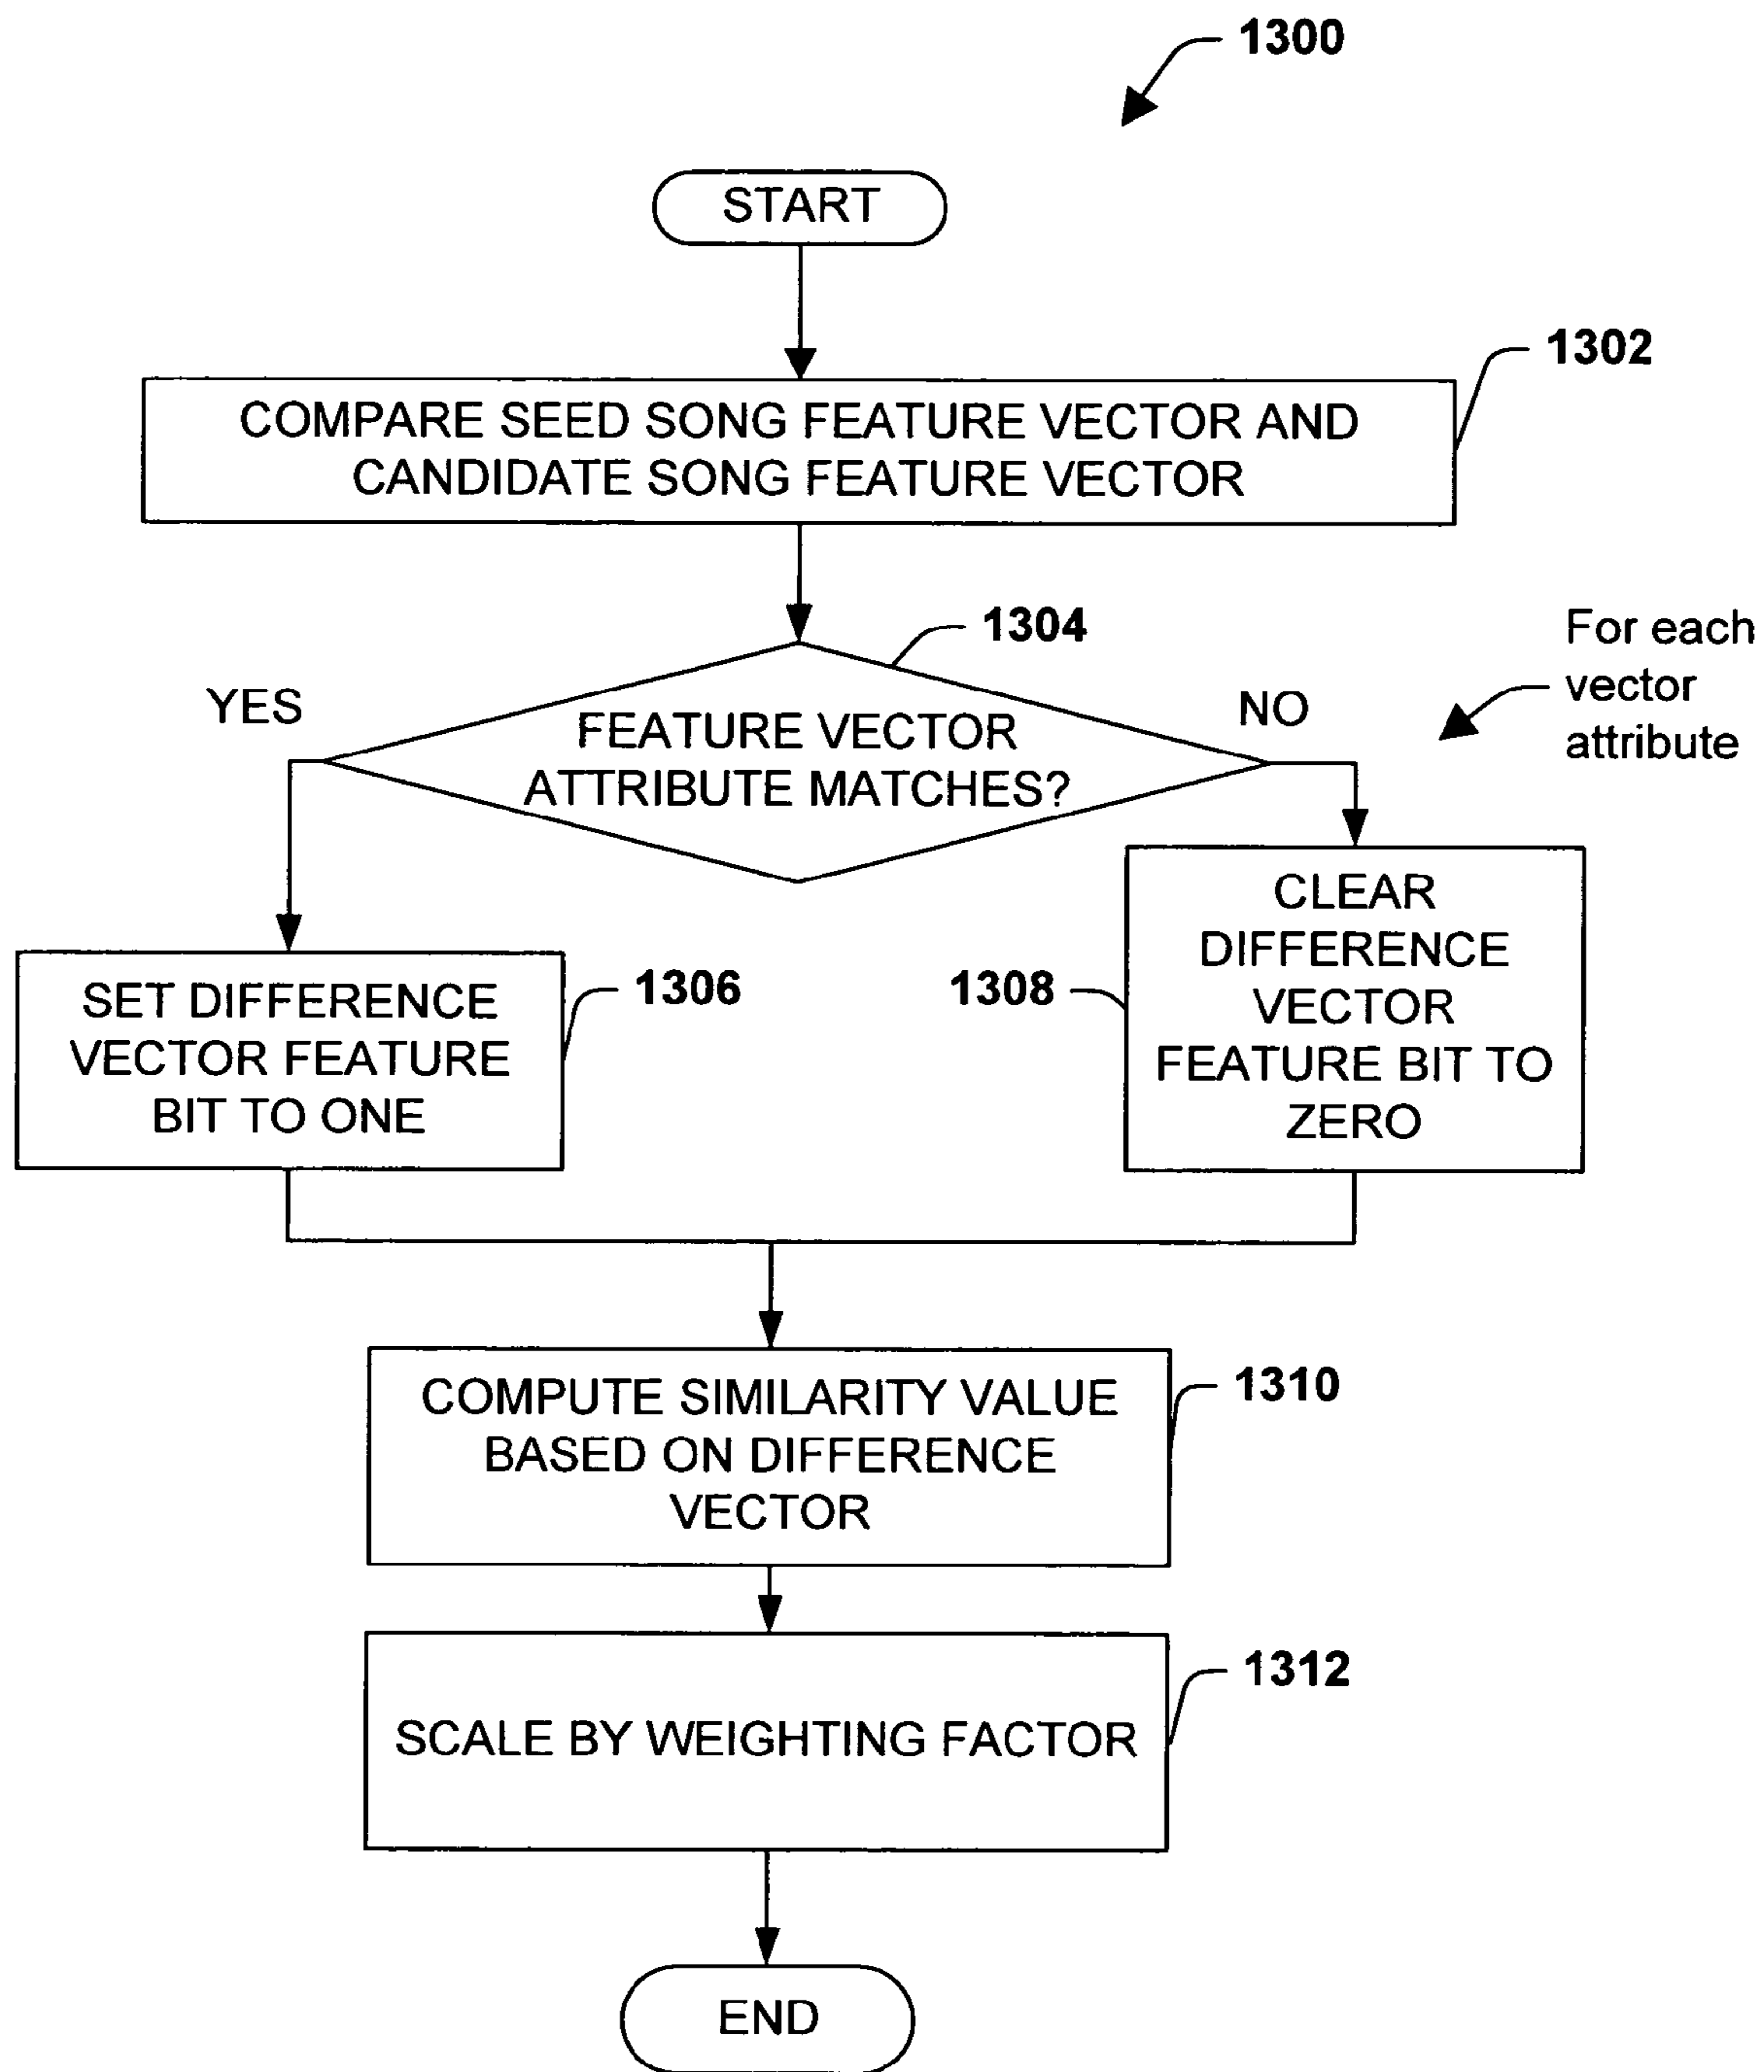 1300
START
1302
COMPARE SEED SONG FEATURE VECTOR AND
CANDIDATE SONG FEATURE VECTOR
1304
For each
vector
attribute
YES
NO
FEATURE VECTOR
ATTRIBUTE MATCHES?
SET DIFFERENCE
VECTOR FEATURE
BIT TO ONE
1306
1308
CLEAR
DIFFERENCE
VECTOR
FEATURE BIT TO
ZERO
COMPUTE SIMILARITY VALUE
BASED ON DIFFERENCE
VECTOR
1310
1312
SCALE BY WEIGHTING FACTOR
END